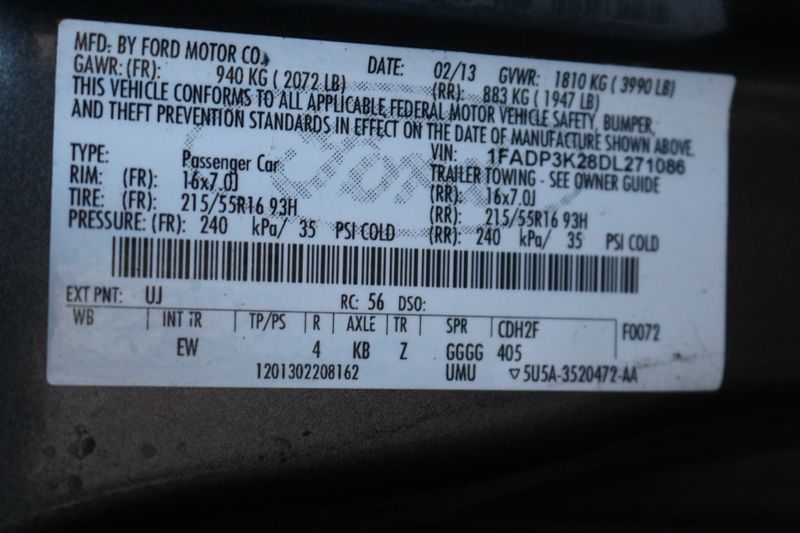 MFD. BY FORD MOTOR CO. DATE: 02/13 GVWR: 1810 KG ( 3990 LB)
GAWR: (FR): 940 KG ( 2072 LB) (RR): 883 KG ( 1947 LB)
THIS VEHICLE CONFORMS TO ALL APPLICABLE FEDERAL MOTOR VEHICLE SAFETY, BUMPER,
AND THEFT PREVENTION STANDARDS IN EFFECT ON THE DATE OF MANUFACTURE SHOWN ABOVE.
VIN: 1FADP3K28DL271086
TYPE: Passenger Car TRAILER TOWING - SEE OWNER GUIDE
RIM: (FR): 16x7.0J (RR): 16x7.0J
TIRE: (FR): 215/55R16 93H (RR): 215/55R16 93H
PRESSURE: (FR): 240 kPa/ 35 PSI COLD (RR): 240 kPa/ 35 PSI COLD
EXT PNT: UJ RC: 56 DSO:
WB INT TR TP/PS R AXLE TR SPR CDH2F F0072
EW 4 KB Z GGGG 405
1201302208162 UMU ▽5U5A-3520472-AA
Ford